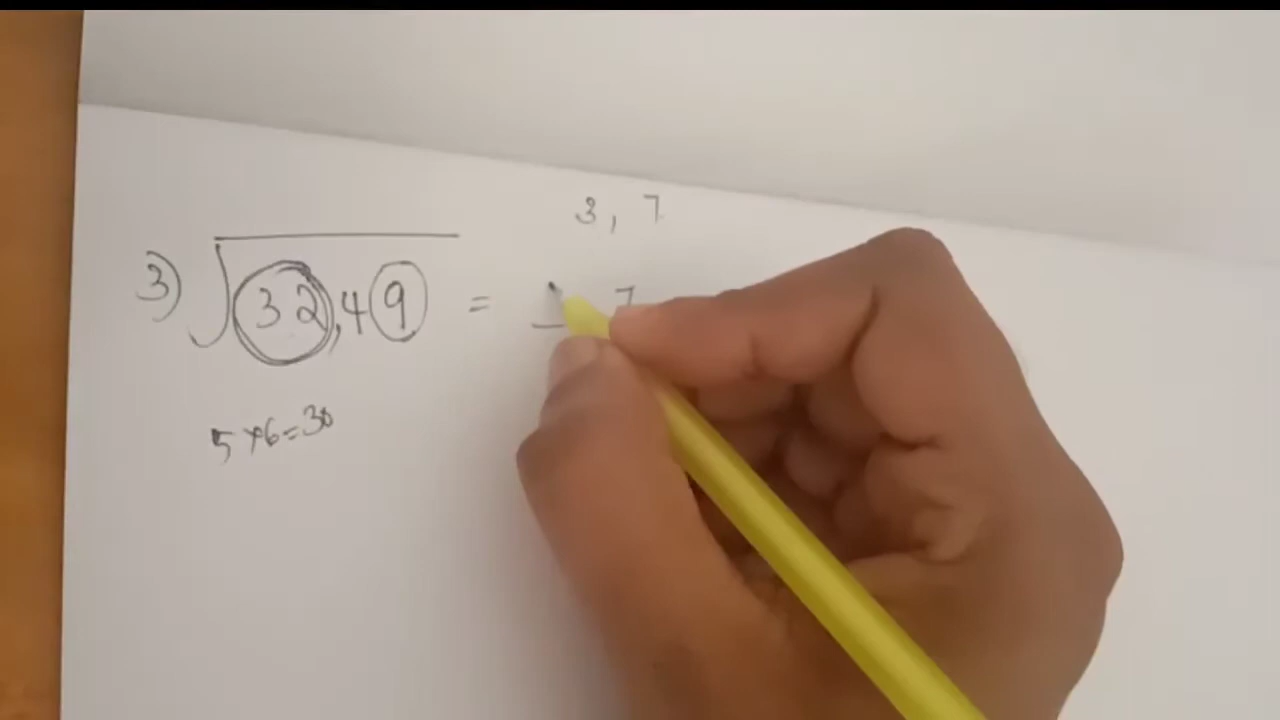 3, 7
3) √32,49 = 7
5×6=30